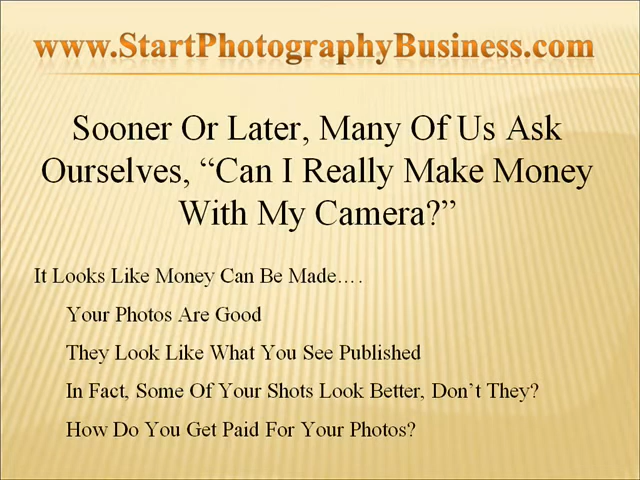 www.StartPhotographyBusiness.com
Sooner Or Later, Many Of Us Ask
Ourselves, “Can I Really Make Money
With My Camera?”
It Looks Like Money Can Be Made….
Your Photos Are Good
They Look Like What You See Published
In Fact, Some Of Your Shots Look Better, Don’t They?
How Do You Get Paid For Your Photos?